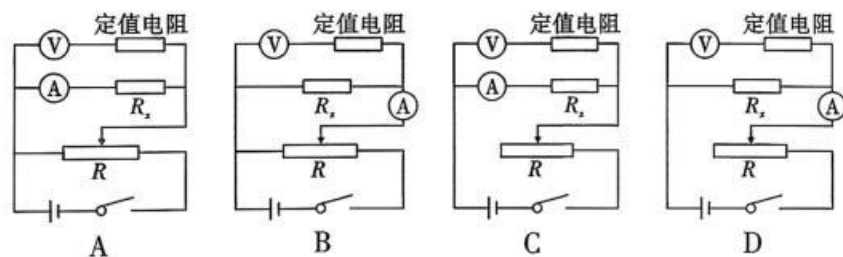 定值电阻 定值电阻 定值电阻 定值电阻
V V V V
A Rₓ Rₓ A A Rₓ Rₓ A
R R R R
A B C D